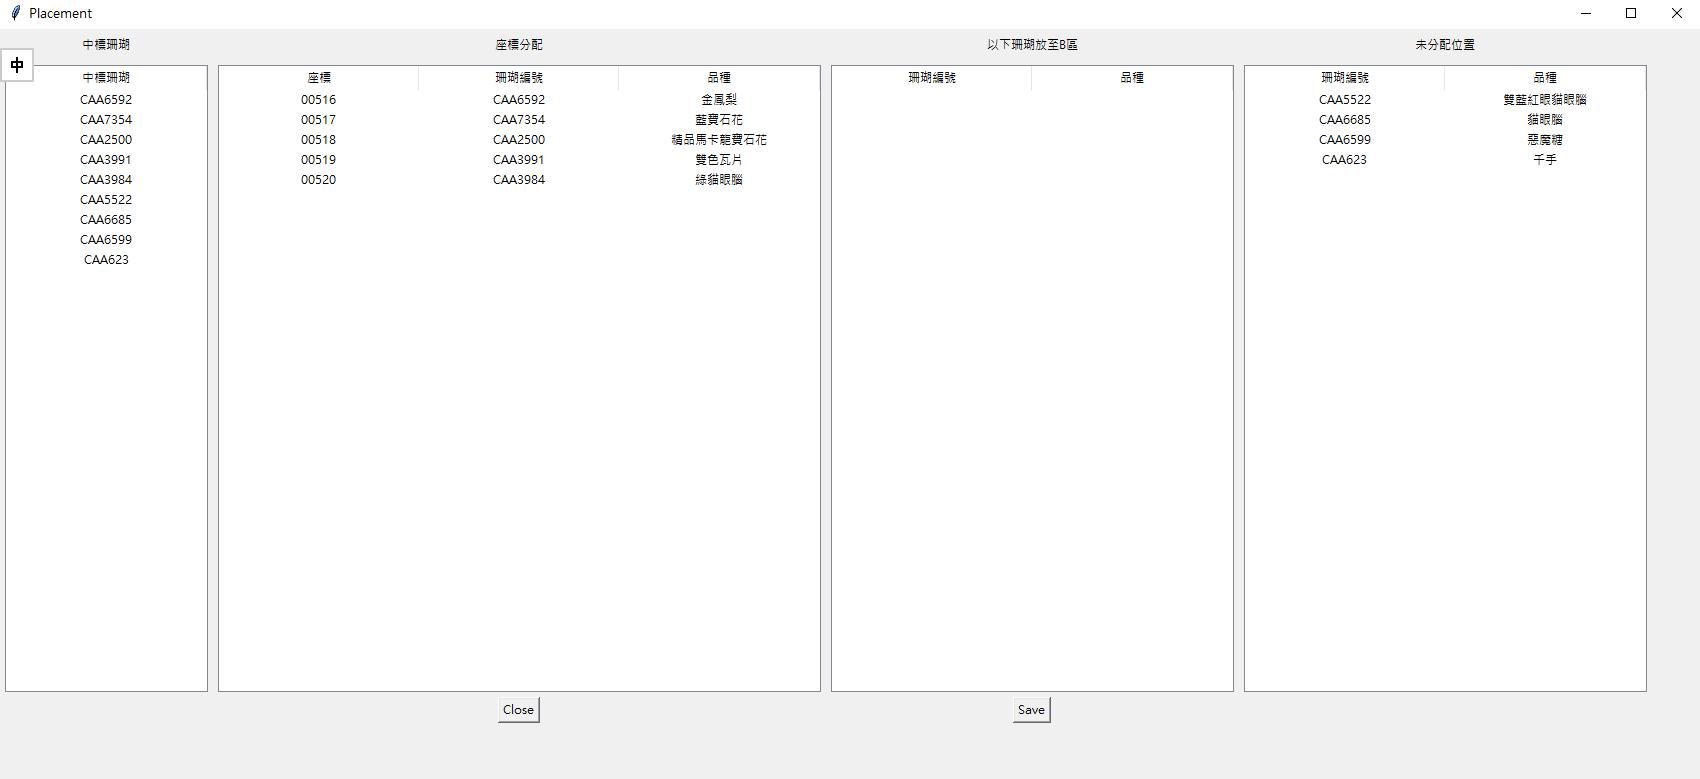 Placement
中標珊瑚 座標分配 以下珊瑚放至B區 未分配位置
中
中標珊瑚 座標 珊瑚編號 品種 珊瑚編號 品種 珊瑚編號 品種
CAA6592 00516 CAA6592 金鳳梨 CAA5522 雙藍紅眼貓眼腦
CAA7354 00517 CAA7354 藍寶石花 CAA6685 貓眼腦
CAA2500 00518 CAA2500 精品馬卡龍寶石花 CAA6599 惡魔糖
CAA3991 00519 CAA3991 雙色瓦片 CAA623 千手
CAA3984 00520 CAA3984 綠貓眼腦
CAA5522
CAA6685
CAA6599
CAA623
Close Save